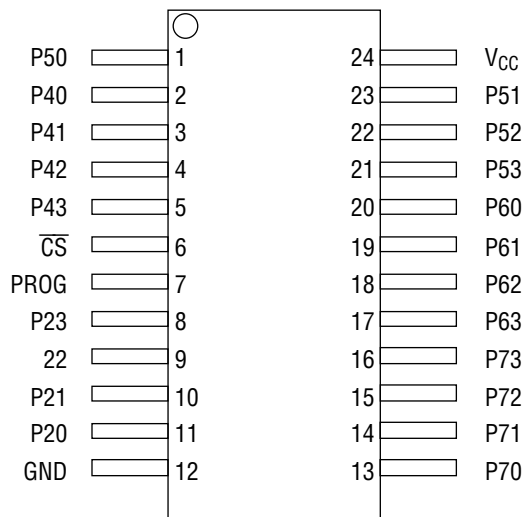 P50 1 24 VCC
P40 2 23 P51
P41 3 22 P52
P42 4 21 P53
P43 5 20 P60
C̅S̅ 6 19 P61
PROG 7 18 P62
P23 8 17 P63
22 9 16 P73
P21 10 15 P72
P20 11 14 P71
GND 12 13 P70